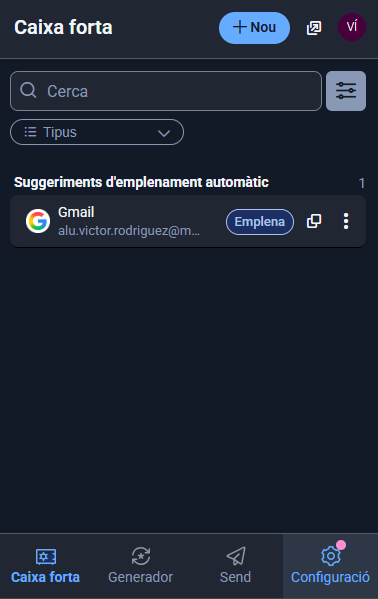 Caixa forta
Nou
VÍ
Cerca
Tipus
Suggeriments d'emplenament automàtic
1
Gmail
alu.victor.rodriguez@m...
Emplena
Caixa forta
Generador
Send
Configuració